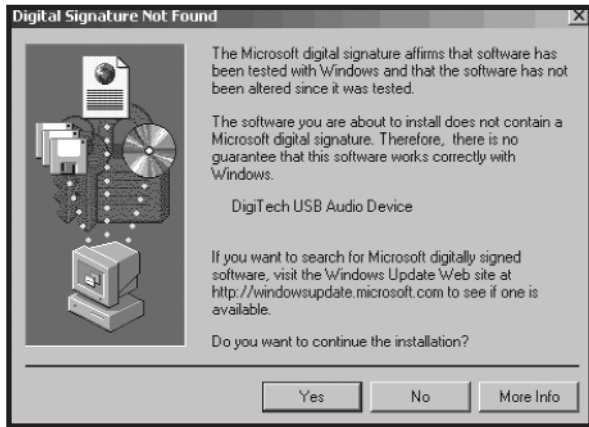 Digital Signature Not Found
The Microsoft digital signature affirms that software has
been tested with Windows and that the software has not
been altered since it was tested.
The software you are about to install does not contain a
Microsoft digital signature. Therefore, there is no
guarantee that this software works correctly with
Windows.
DigiTech USB Audio Device
If you want to search for Microsoft digitally signed
software, visit the Windows Update Web site at
http://windowsupdate.microsoft.com to see if one is
available.
Do you want to continue the installation?
Yes
No
More Info